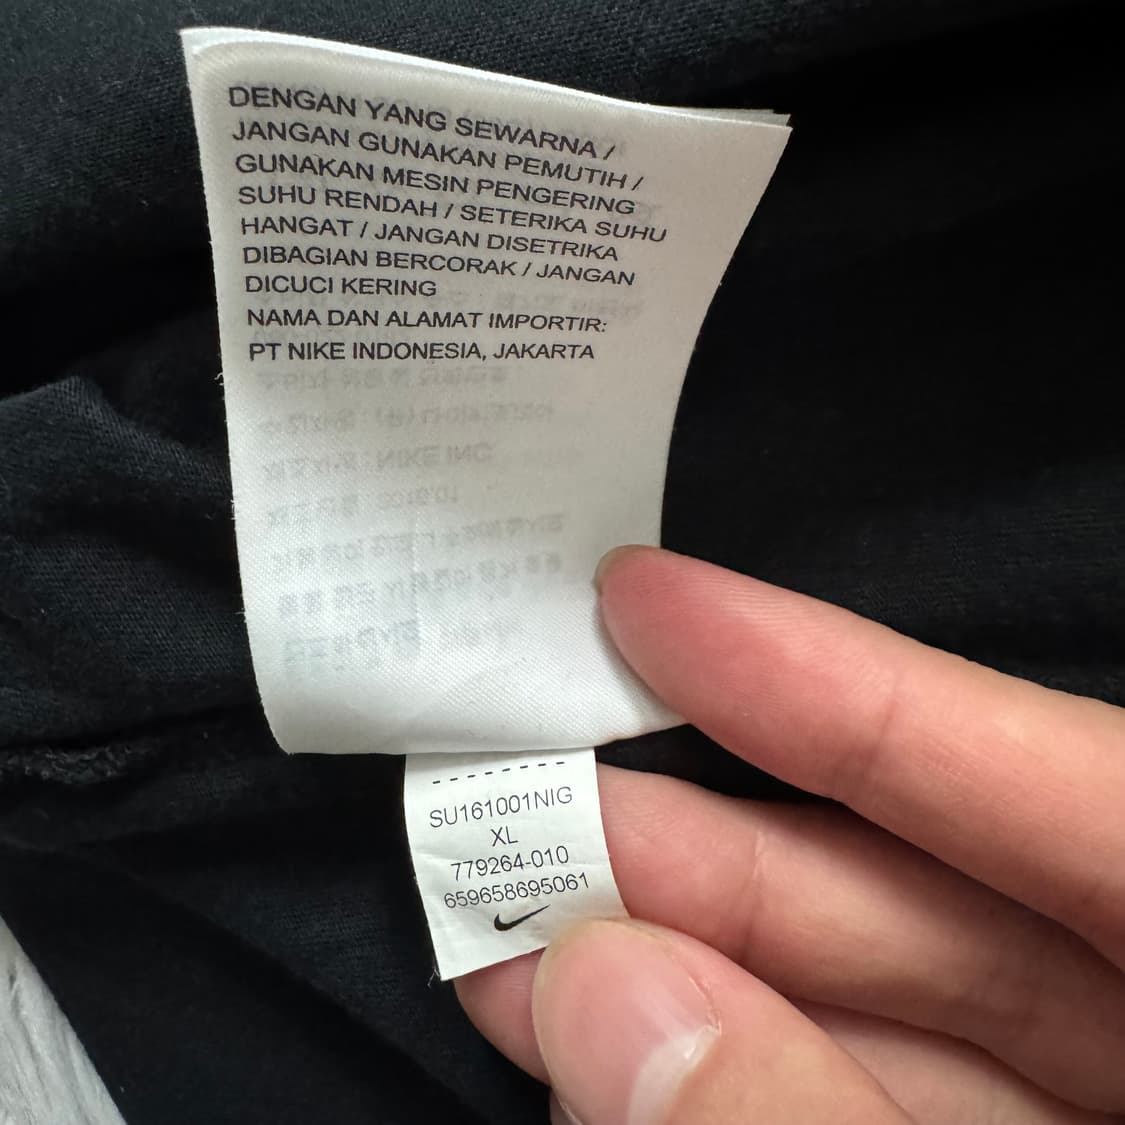 DENGAN YANG SEWARNA /
JANGAN GUNAKAN PEMUTIH /
GUNAKAN MESIN PENGERING
SUHU RENDAH / SETERIKA SUHU
HANGAT / JANGAN DISETRIKA
DIBAGIAN BERCORAK / JANGAN
DICUCI KERING
NAMA DAN ALAMAT IMPORTIR:
PT NIKE INDONESIA, JAKARTA
SU161001NIG
XL
779264-010
659658695061